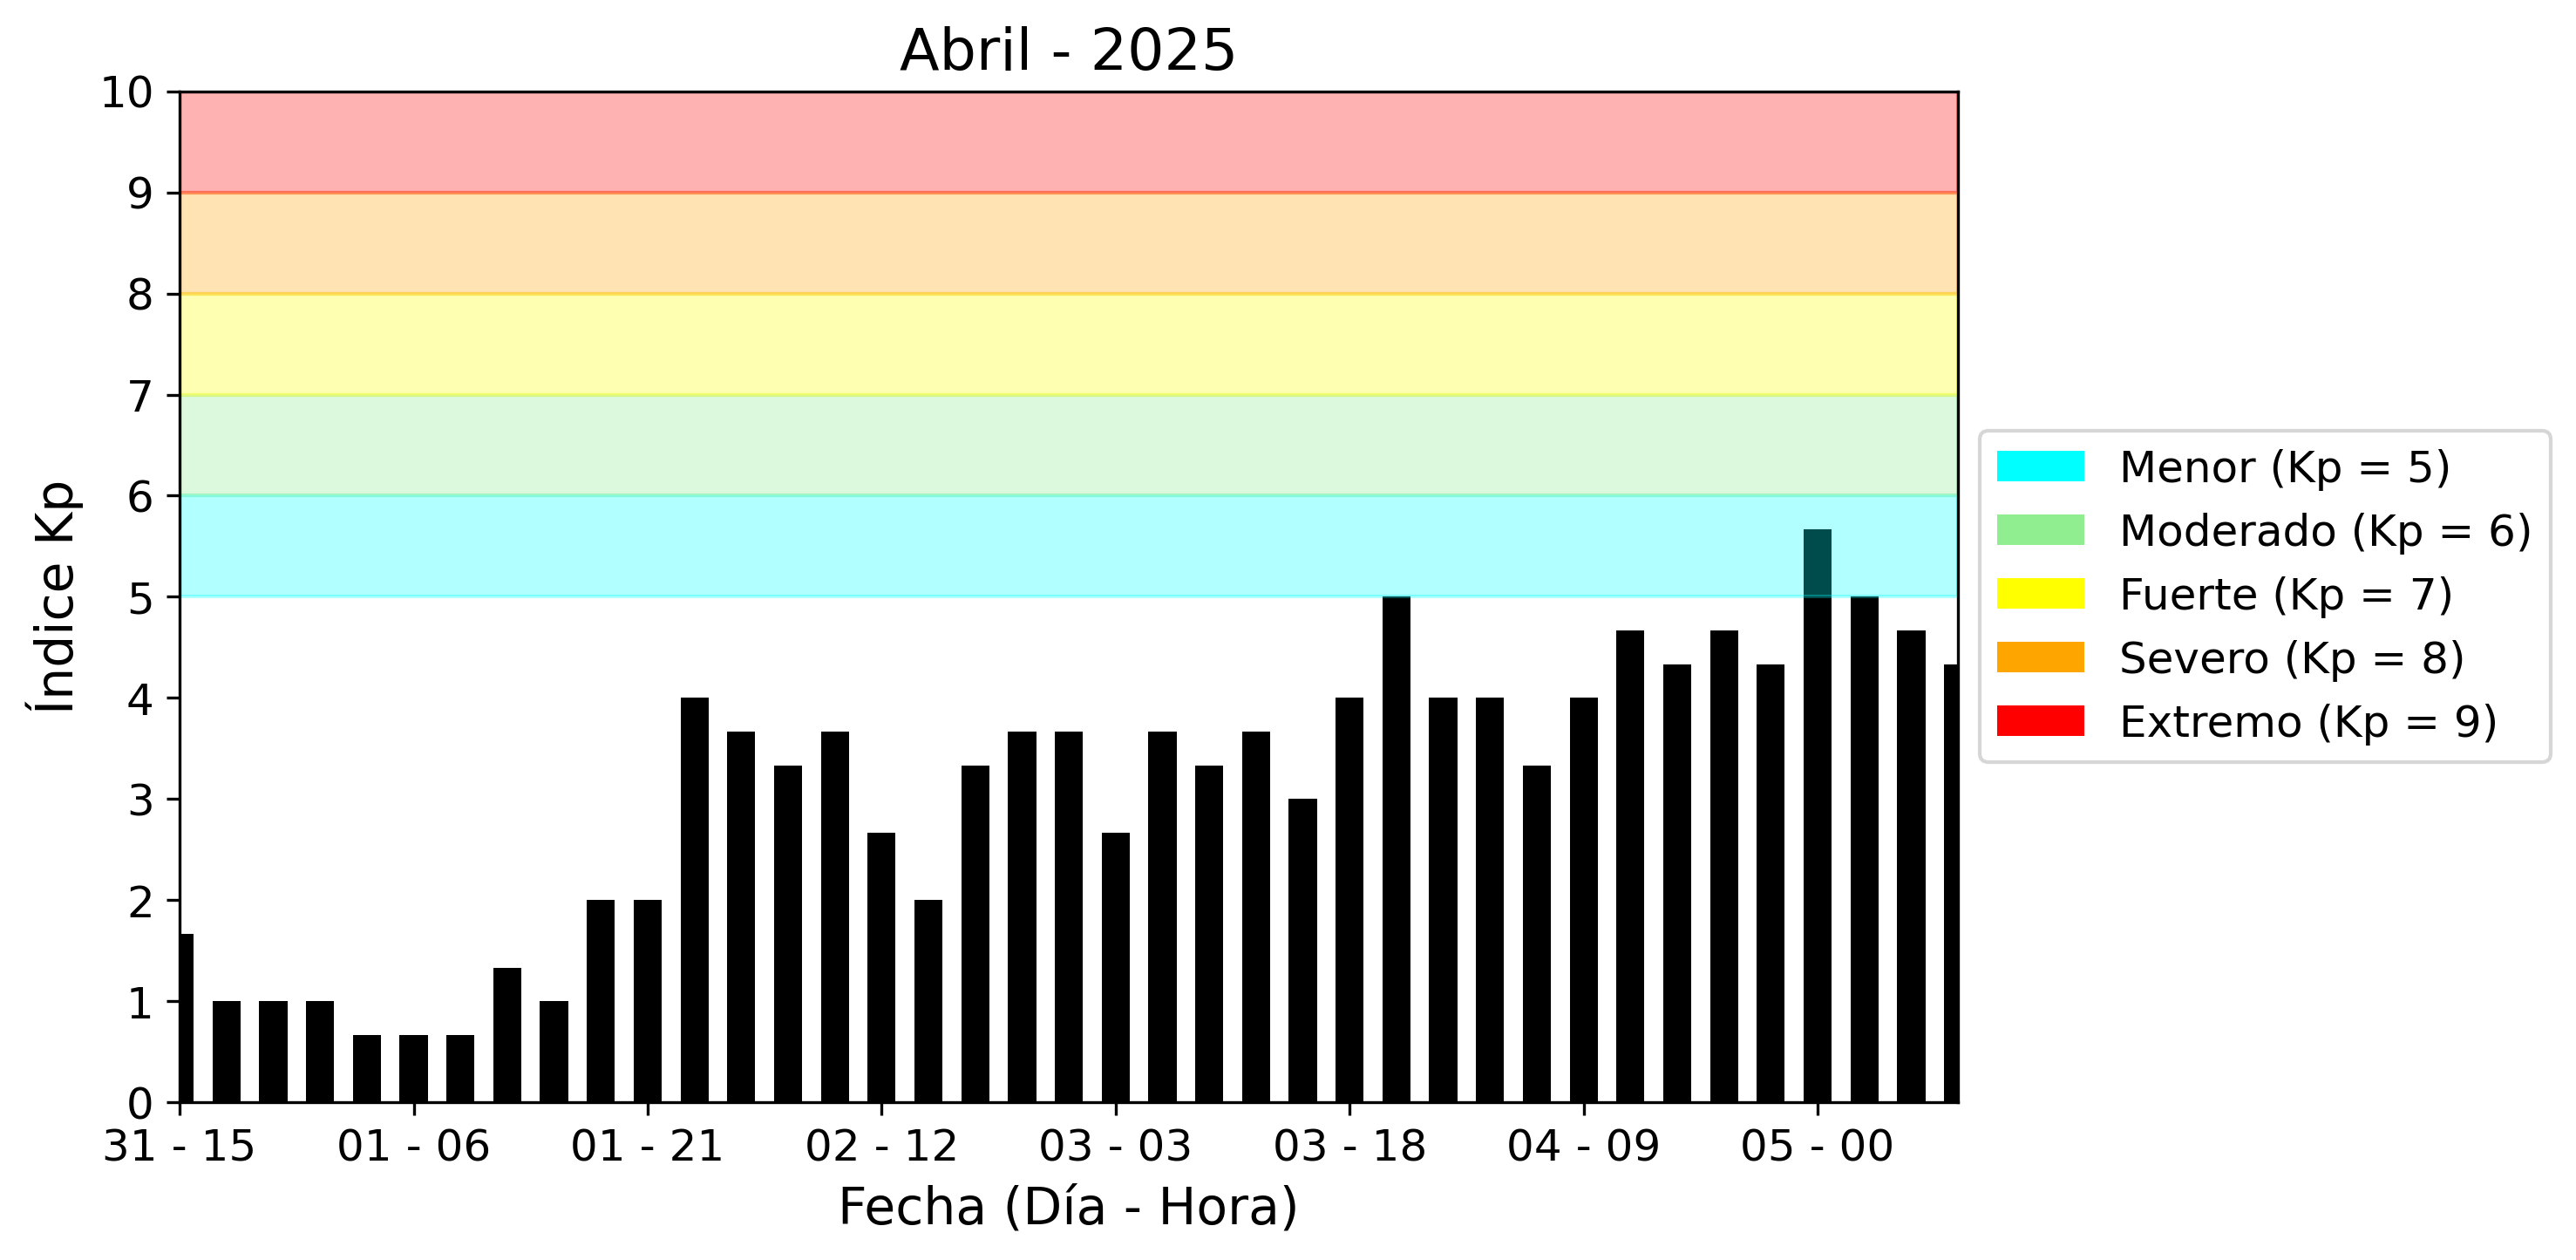 Abril - 2025
10
9
8
7
6
5
4
3
2
1
0
Índice Kp
31 - 15 01 - 06 01 - 21 02 - 12 03 - 03 03 - 18 04 - 09 05 - 00
Fecha (Día - Hora)
Menor (Kp = 5)
Moderado (Kp = 6)
Fuerte (Kp = 7)
Severo (Kp = 8)
Extremo (Kp = 9)